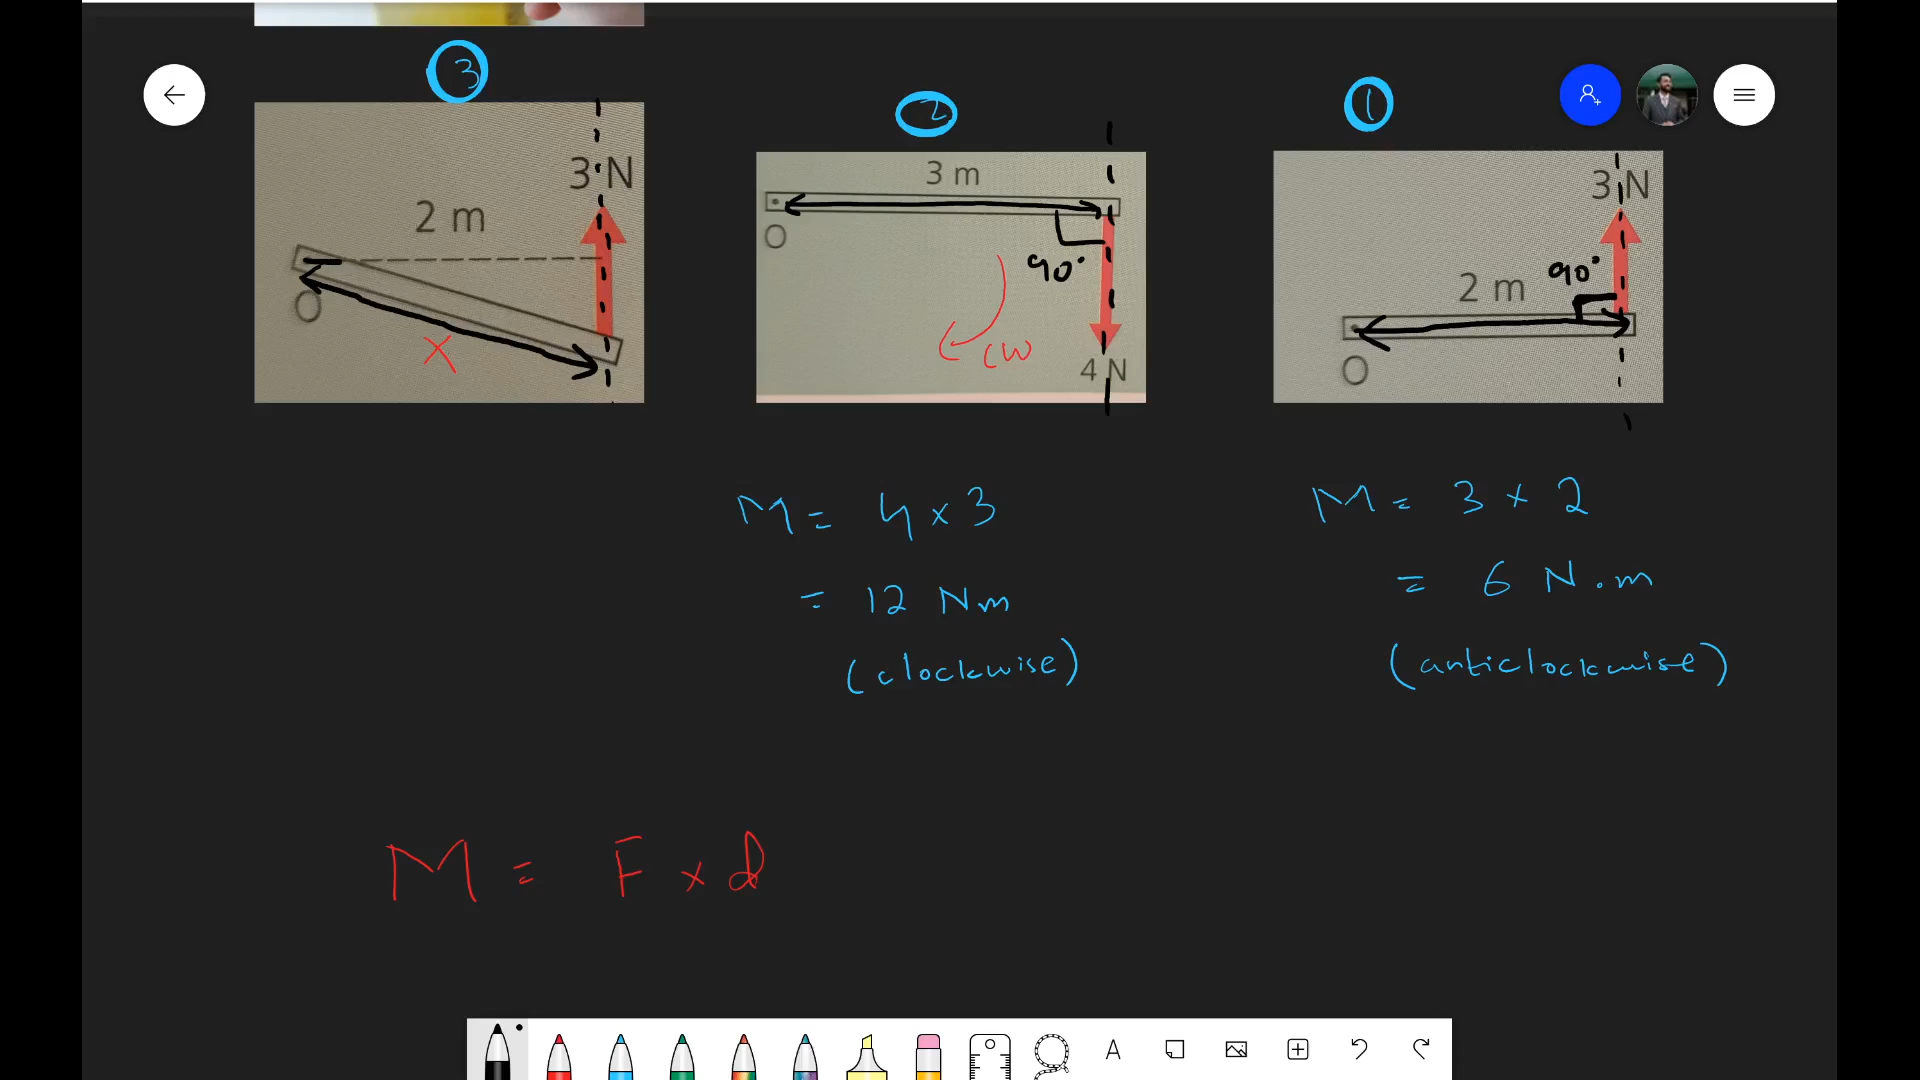 3
3 N
2 m
O
x
2
3 m
O
90°
cw
4 N
1
3 N
90°
2 m
O
M = 4 x 3
= 12 Nm
(clockwise)
M = 3 x 2
= 6 N.m
(anticlockwise)
M = F x d
A